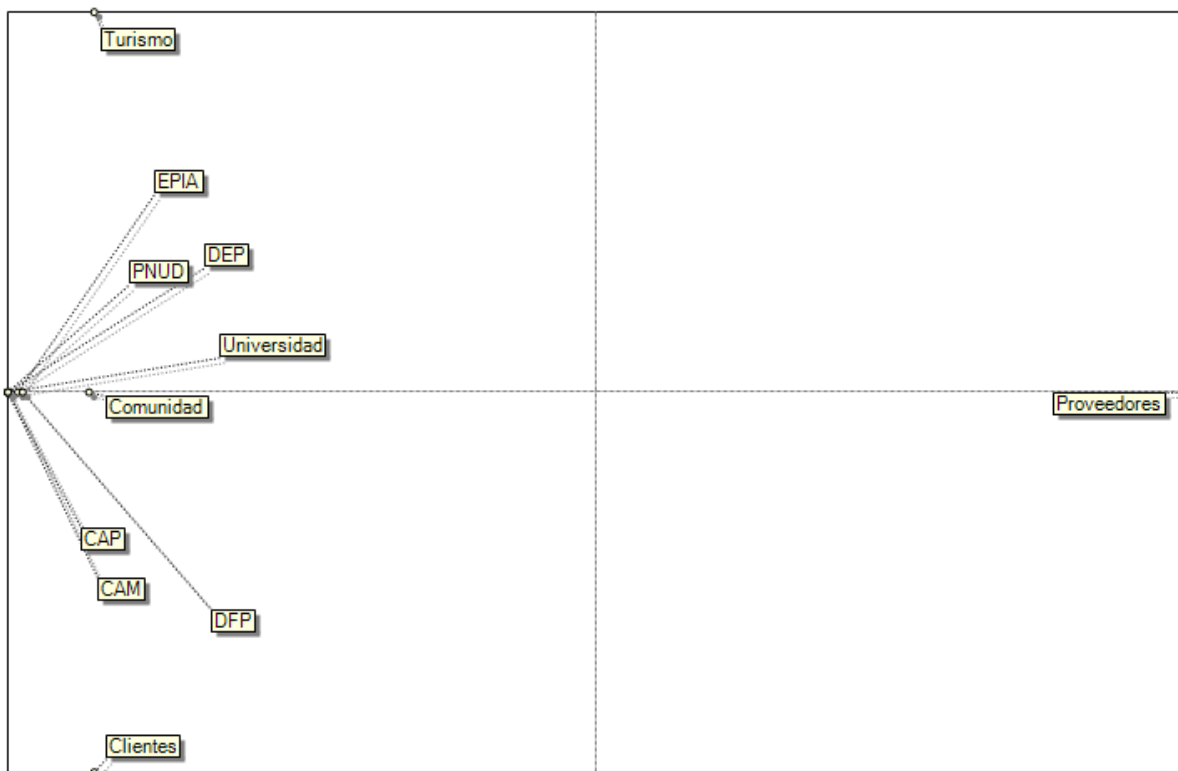 Turismo
EPIA
DEP
PNUD
Universidad
Comunidad
Proveedores
CAP
CAM
DFP
Clientes